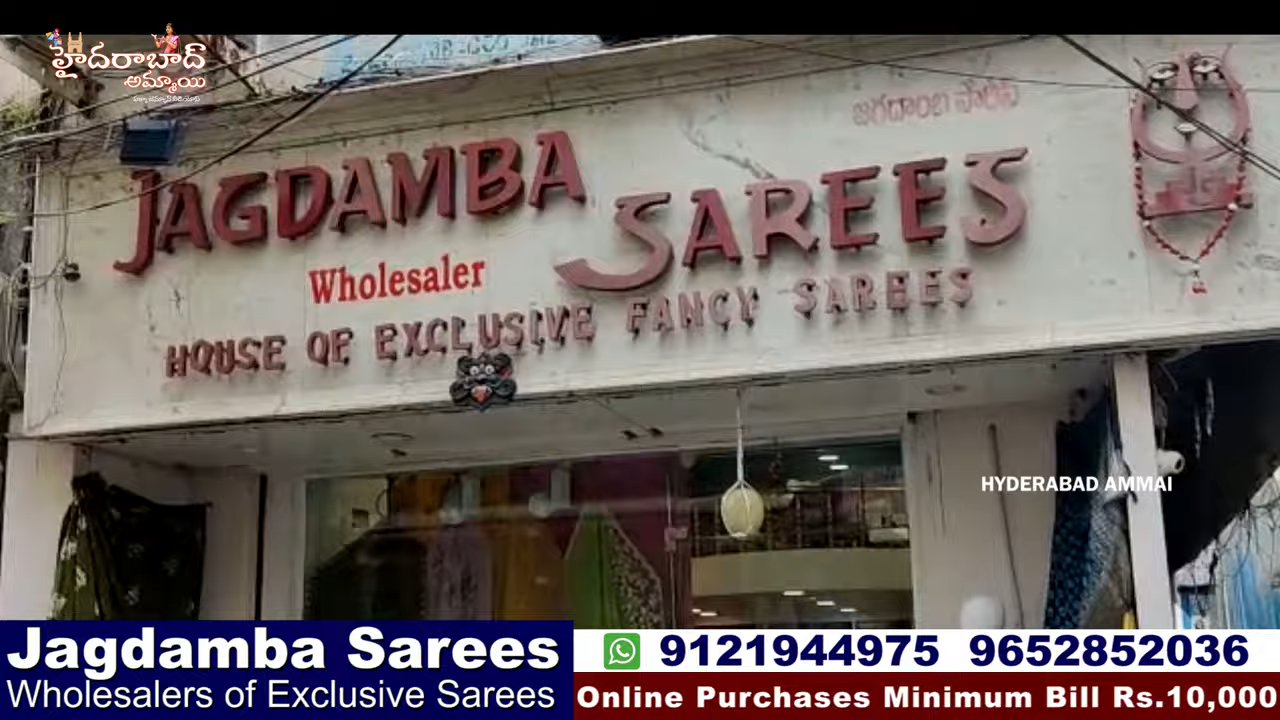 హైదరాబాద్
అమ్మాయి
జగదాంబ సారీస్
JAGDAMBA
SAREES
Wholesaler
HOUSE OF EXCLUSIVE FANCY SAREES
HYDERABAD AMMAI
Jagdamba Sarees
Wholesalers of Exclusive Sarees
9121944975 9652852036
Online Purchases Minimum Bill Rs.10,000